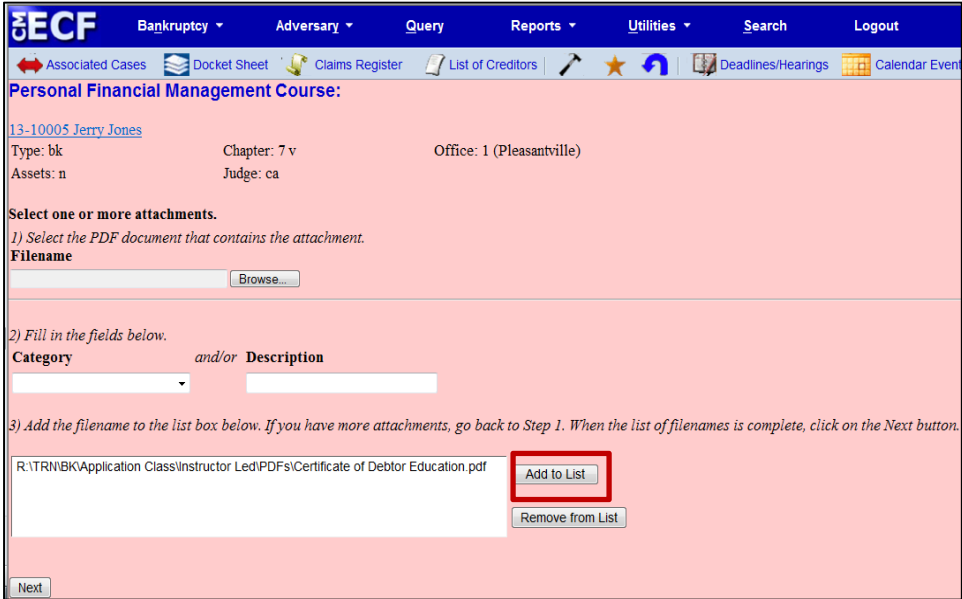 CM ECF Bankruptcy Adversary Query Reports Utilities Search Logout
Associated Cases Docket Sheet Claims Register List of Creditors Deadlines/Hearings Calendar Event
Personal Financial Management Course:
13-10005 Jerry Jones
Type: bk Chapter: 7 v Office: 1 (Pleasantville)
Assets: n Judge: ca
Select one or more attachments.
1) Select the PDF document that contains the attachment.
Filename
Browse...
2) Fill in the fields below.
Category and/or Description
3) Add the filename to the list box below. If you have more attachments, go back to Step 1. When the list of filenames is complete, click on the Next button.
R:\TRN\BK\Application Class\Instructor Led\PDFs\Certificate of Debtor Education.pdf
Add to List
Remove from List
Next